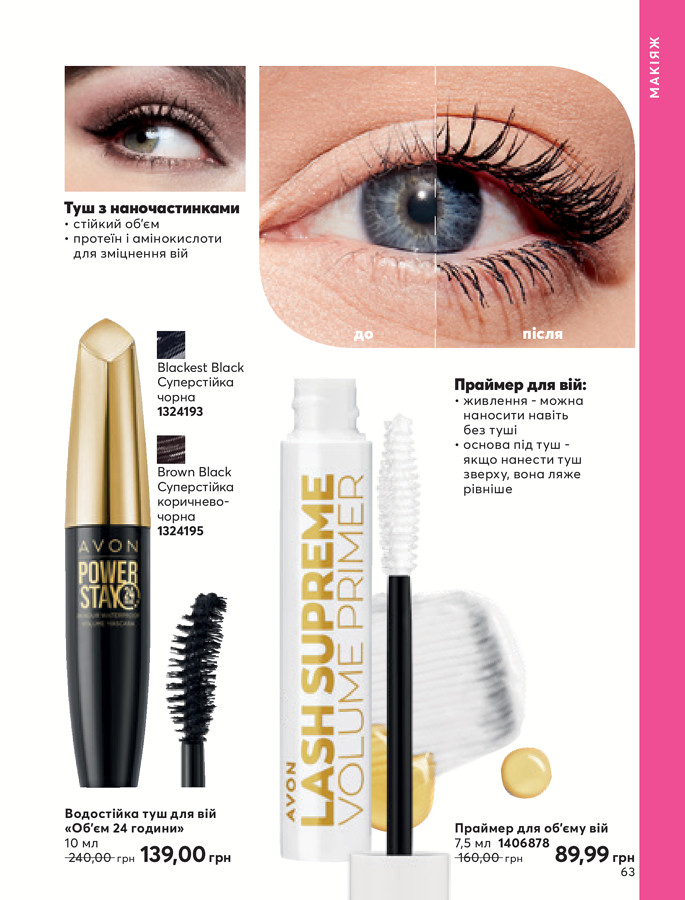 МАКІЯЖ
до
після
Туш з наночастинками
• стійкий об'єм
• протеїн і амінокислоти
для зміцнення вій
Blackest Black
Суперстійка
чорна
1324193
Brown Black
Суперстійка
коричнево-
чорна
1324195
AVON
POWER
STAY
24
VOLUME MASCARA
AVON
LASH SUPREME
VOLUME PRIMER
Праймер для вій:
• живлення - можна
наносити навіть
без туші
• основа під туш -
якщо нанести туш
зверху, вона ляже
рівніше
Водостійка туш для вій
«Об'єм 24 години»
10 мл
240,00 грн 139,00 грн
Праймер для об'єму вій
7,5 мл 1406878
160,00 грн 89,99 грн
63